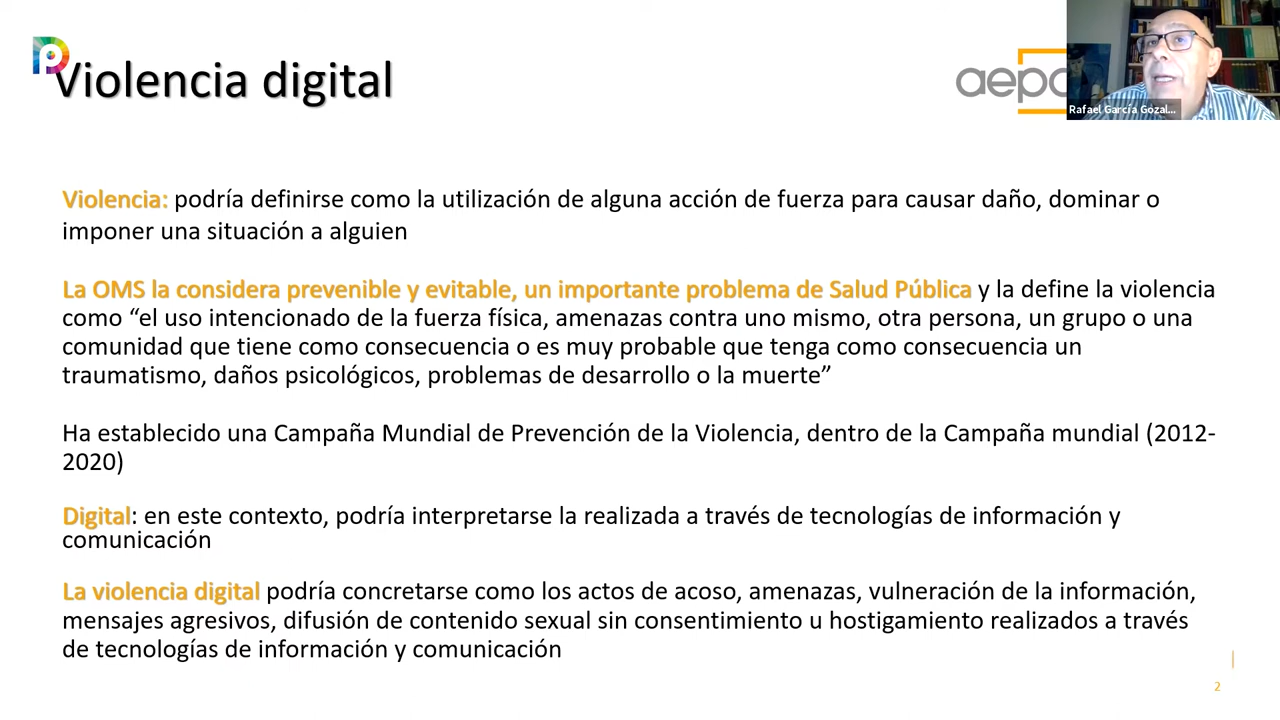 Violencia digital
aep
Rafael García Gozal...
Violencia: podría definirse como la utilización de alguna acción de fuerza para causar daño, dominar o
imponer una situación a alguien
La OMS la considera prevenible y evitable, un importante problema de Salud Pública y la define la violencia
como “el uso intencionado de la fuerza física, amenazas contra uno mismo, otra persona, un grupo o una
comunidad que tiene como consecuencia o es muy probable que tenga como consecuencia un
traumatismo, daños psicológicos, problemas de desarrollo o la muerte”
Ha establecido una Campaña Mundial de Prevención de la Violencia, dentro de la Campaña mundial (2012-
2020)
Digital: en este contexto, podría interpretarse la realizada a través de tecnologías de información y
comunicación
La violencia digital podría concretarse como los actos de acoso, amenazas, vulneración de la información,
mensajes agresivos, difusión de contenido sexual sin consentimiento u hostigamiento realizados a través
de tecnologías de información y comunicación
2